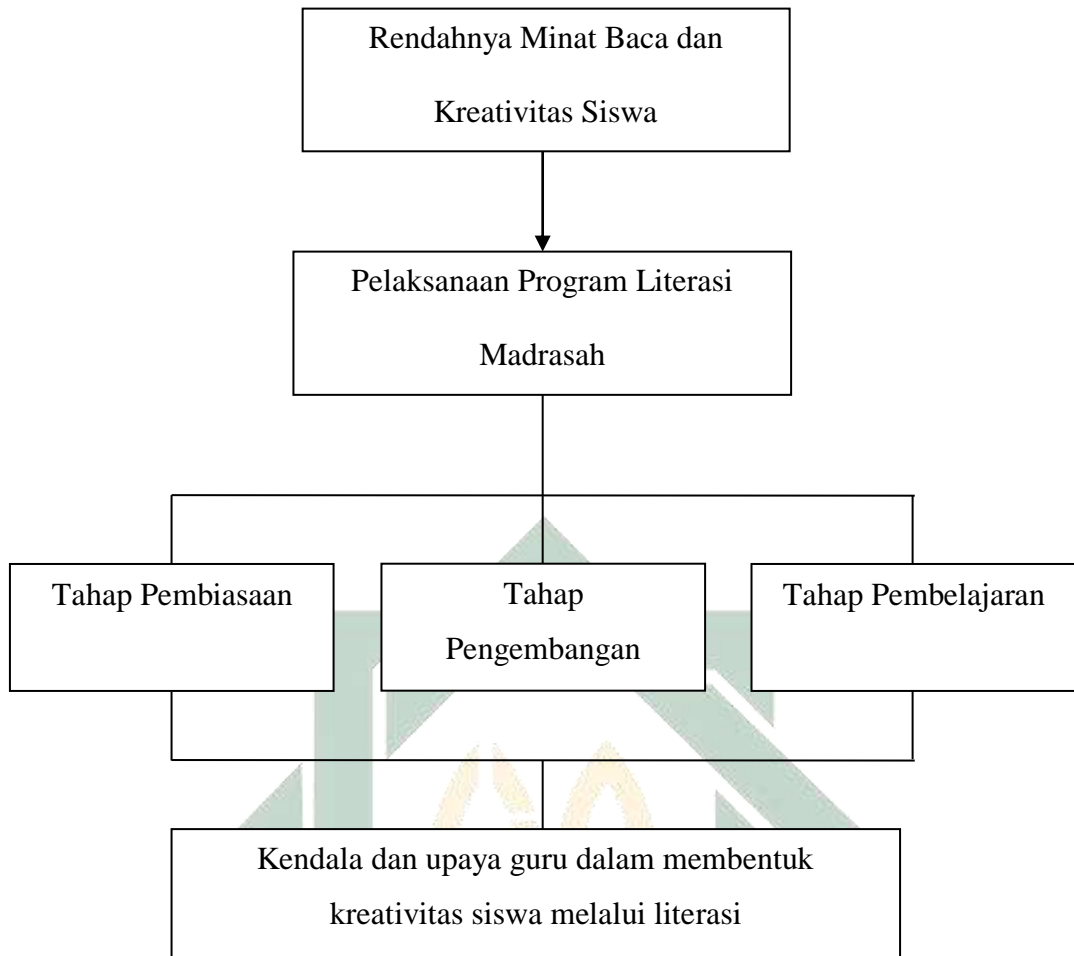 Rendahnya Minat Baca dan
Kreativitas Siswa
Pelaksanaan Program Literasi
Madrasah
Tahap Pembiasaan
Tahap
Pengembangan
Tahap Pembelajaran
Kendala dan upaya guru dalam membentuk
kreativitas siswa melalui literasi